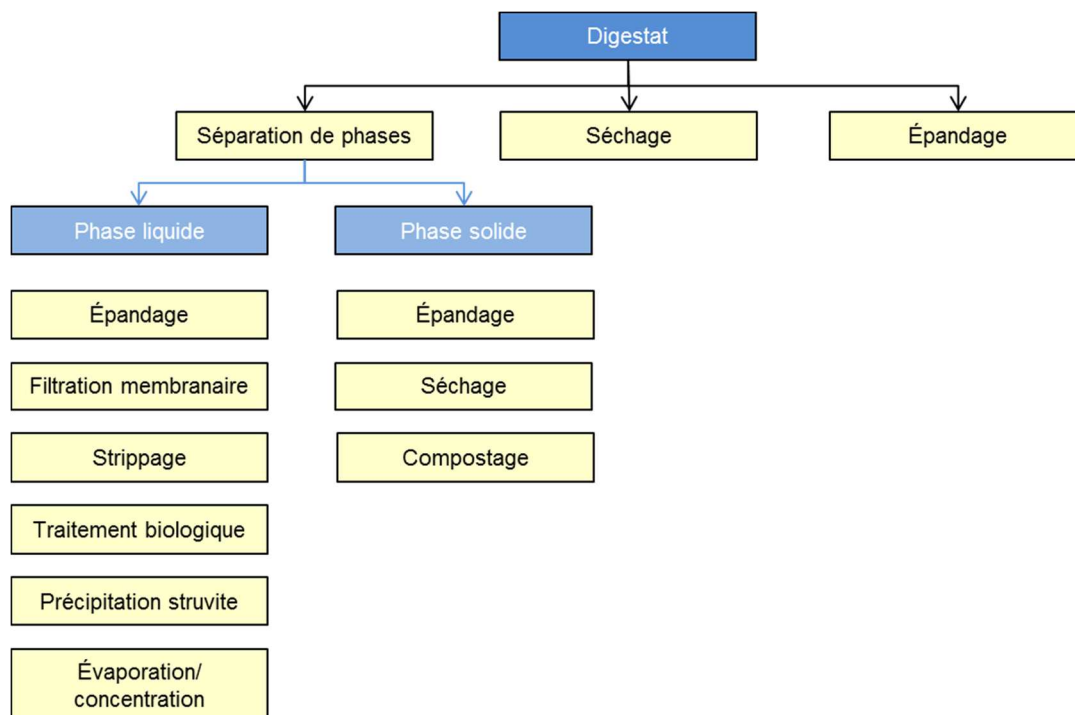 Digestat
Séparation de phases
Séchage
Épandage
Phase liquide
Phase solide
Épandage
Épandage
Filtration membranaire
Séchage
Strippage
Compostage
Traitement biologique
Précipitation struvite
Évaporation/
concentration